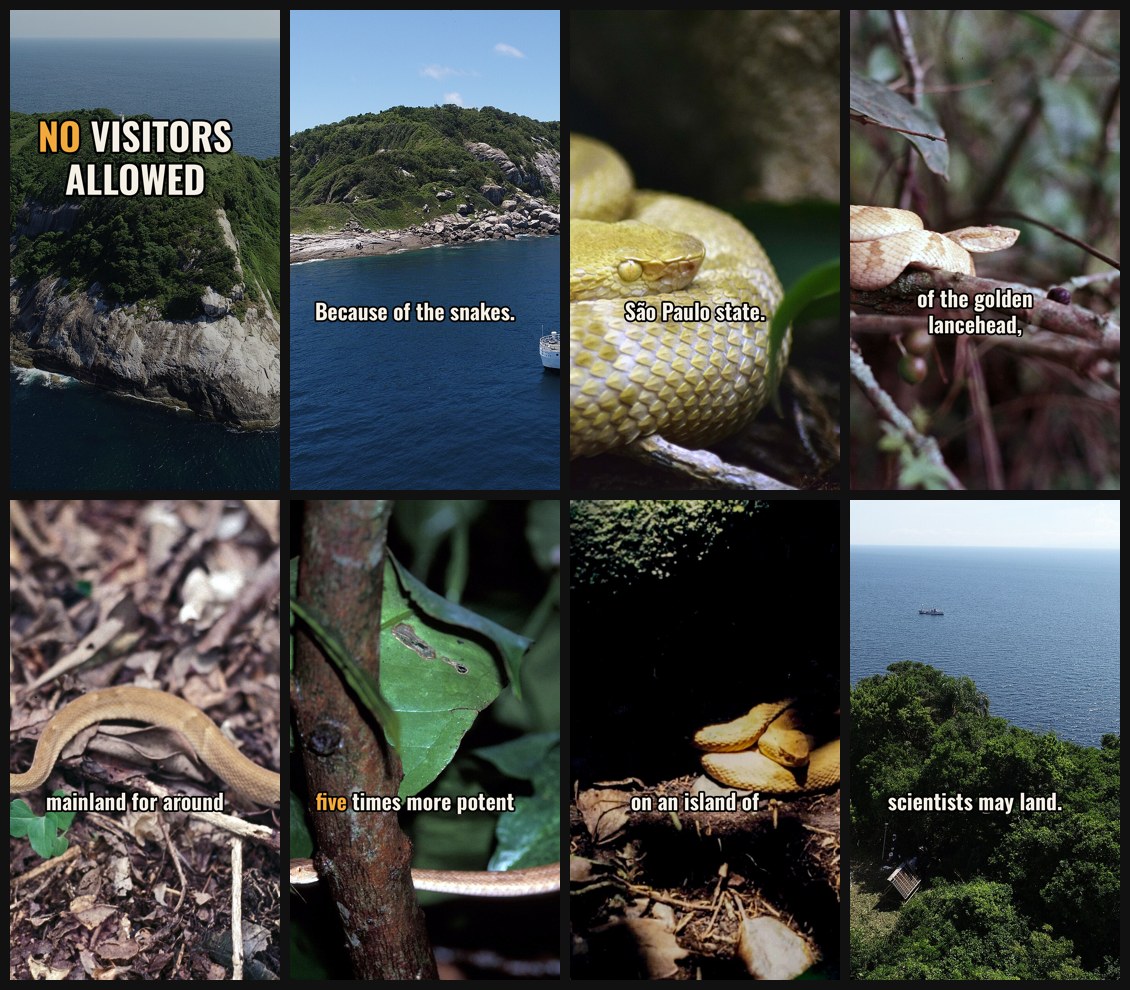 NO VISITORS
ALLOWED
Because of the snakes.
São Paulo state.
of the golden
lancehead,
mainland for around
five times more potent
on an island of
scientists may land.